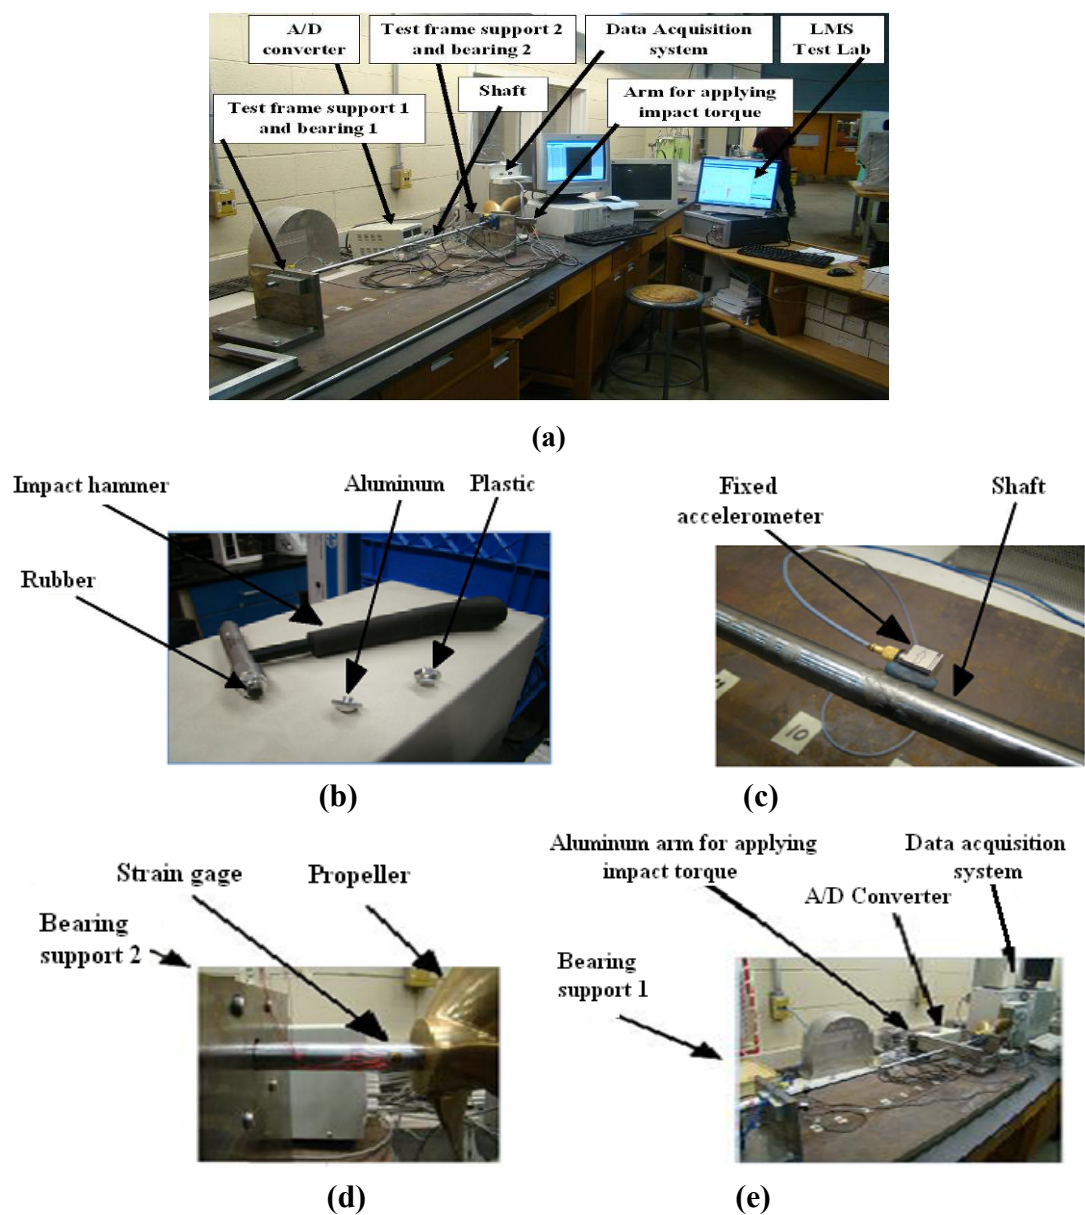 A/D
converter
Test frame support 2
and bearing 2
Data Acquisition
system
LMS
Test Lab
Shaft
Arm for applying
impact torque
Test frame support 1
and bearing 1
(a)
Impact hammer
Aluminum
Plastic
Rubber
Fixed
accelerometer
Shaft
10
(b)
(c)
Strain gage
Propeller
Bearing
support 2
Aluminum arm for applying
impact torque
Data acquisition
system
A/D Converter
Bearing
support 1
(d)
(e)